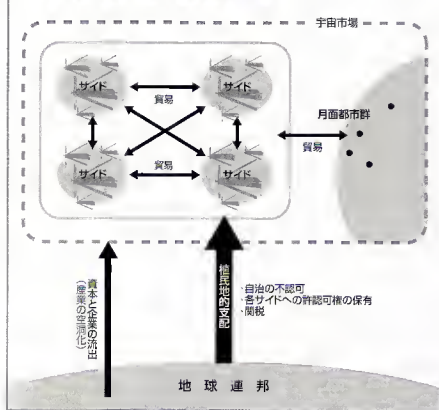 宇宙市場
サイド
サイド
貿易
月面都市群
貿易
サイド
サイド
貿易
資本と企業の流出
(産業の空洞化)
植民地的支配
・自治の不認可
・各サイドへの許認可権の保有
・関税
地球連邦